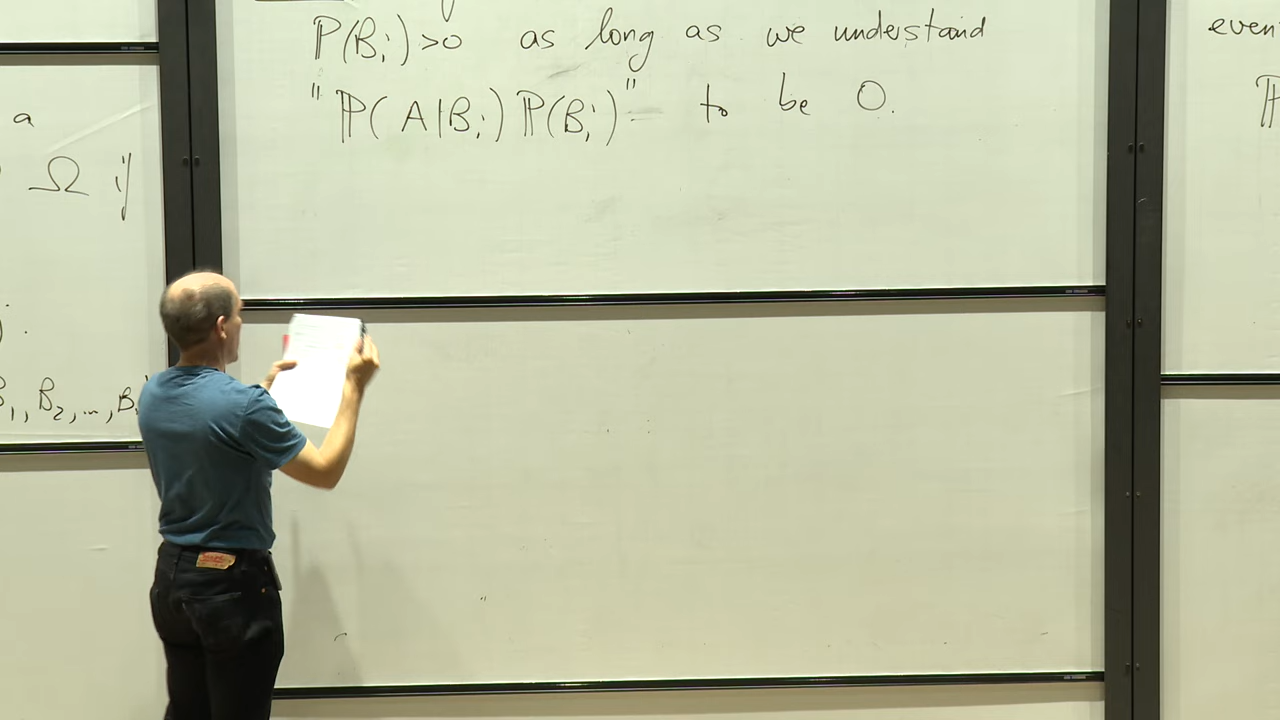 a
Ω if
B₁, B₂, ..., B
ℙ(Bᵢ)>0 as long as we understand
"ℙ(A|Bᵢ) ℙ(Bᵢ)"= to be 0.
even
ℙ